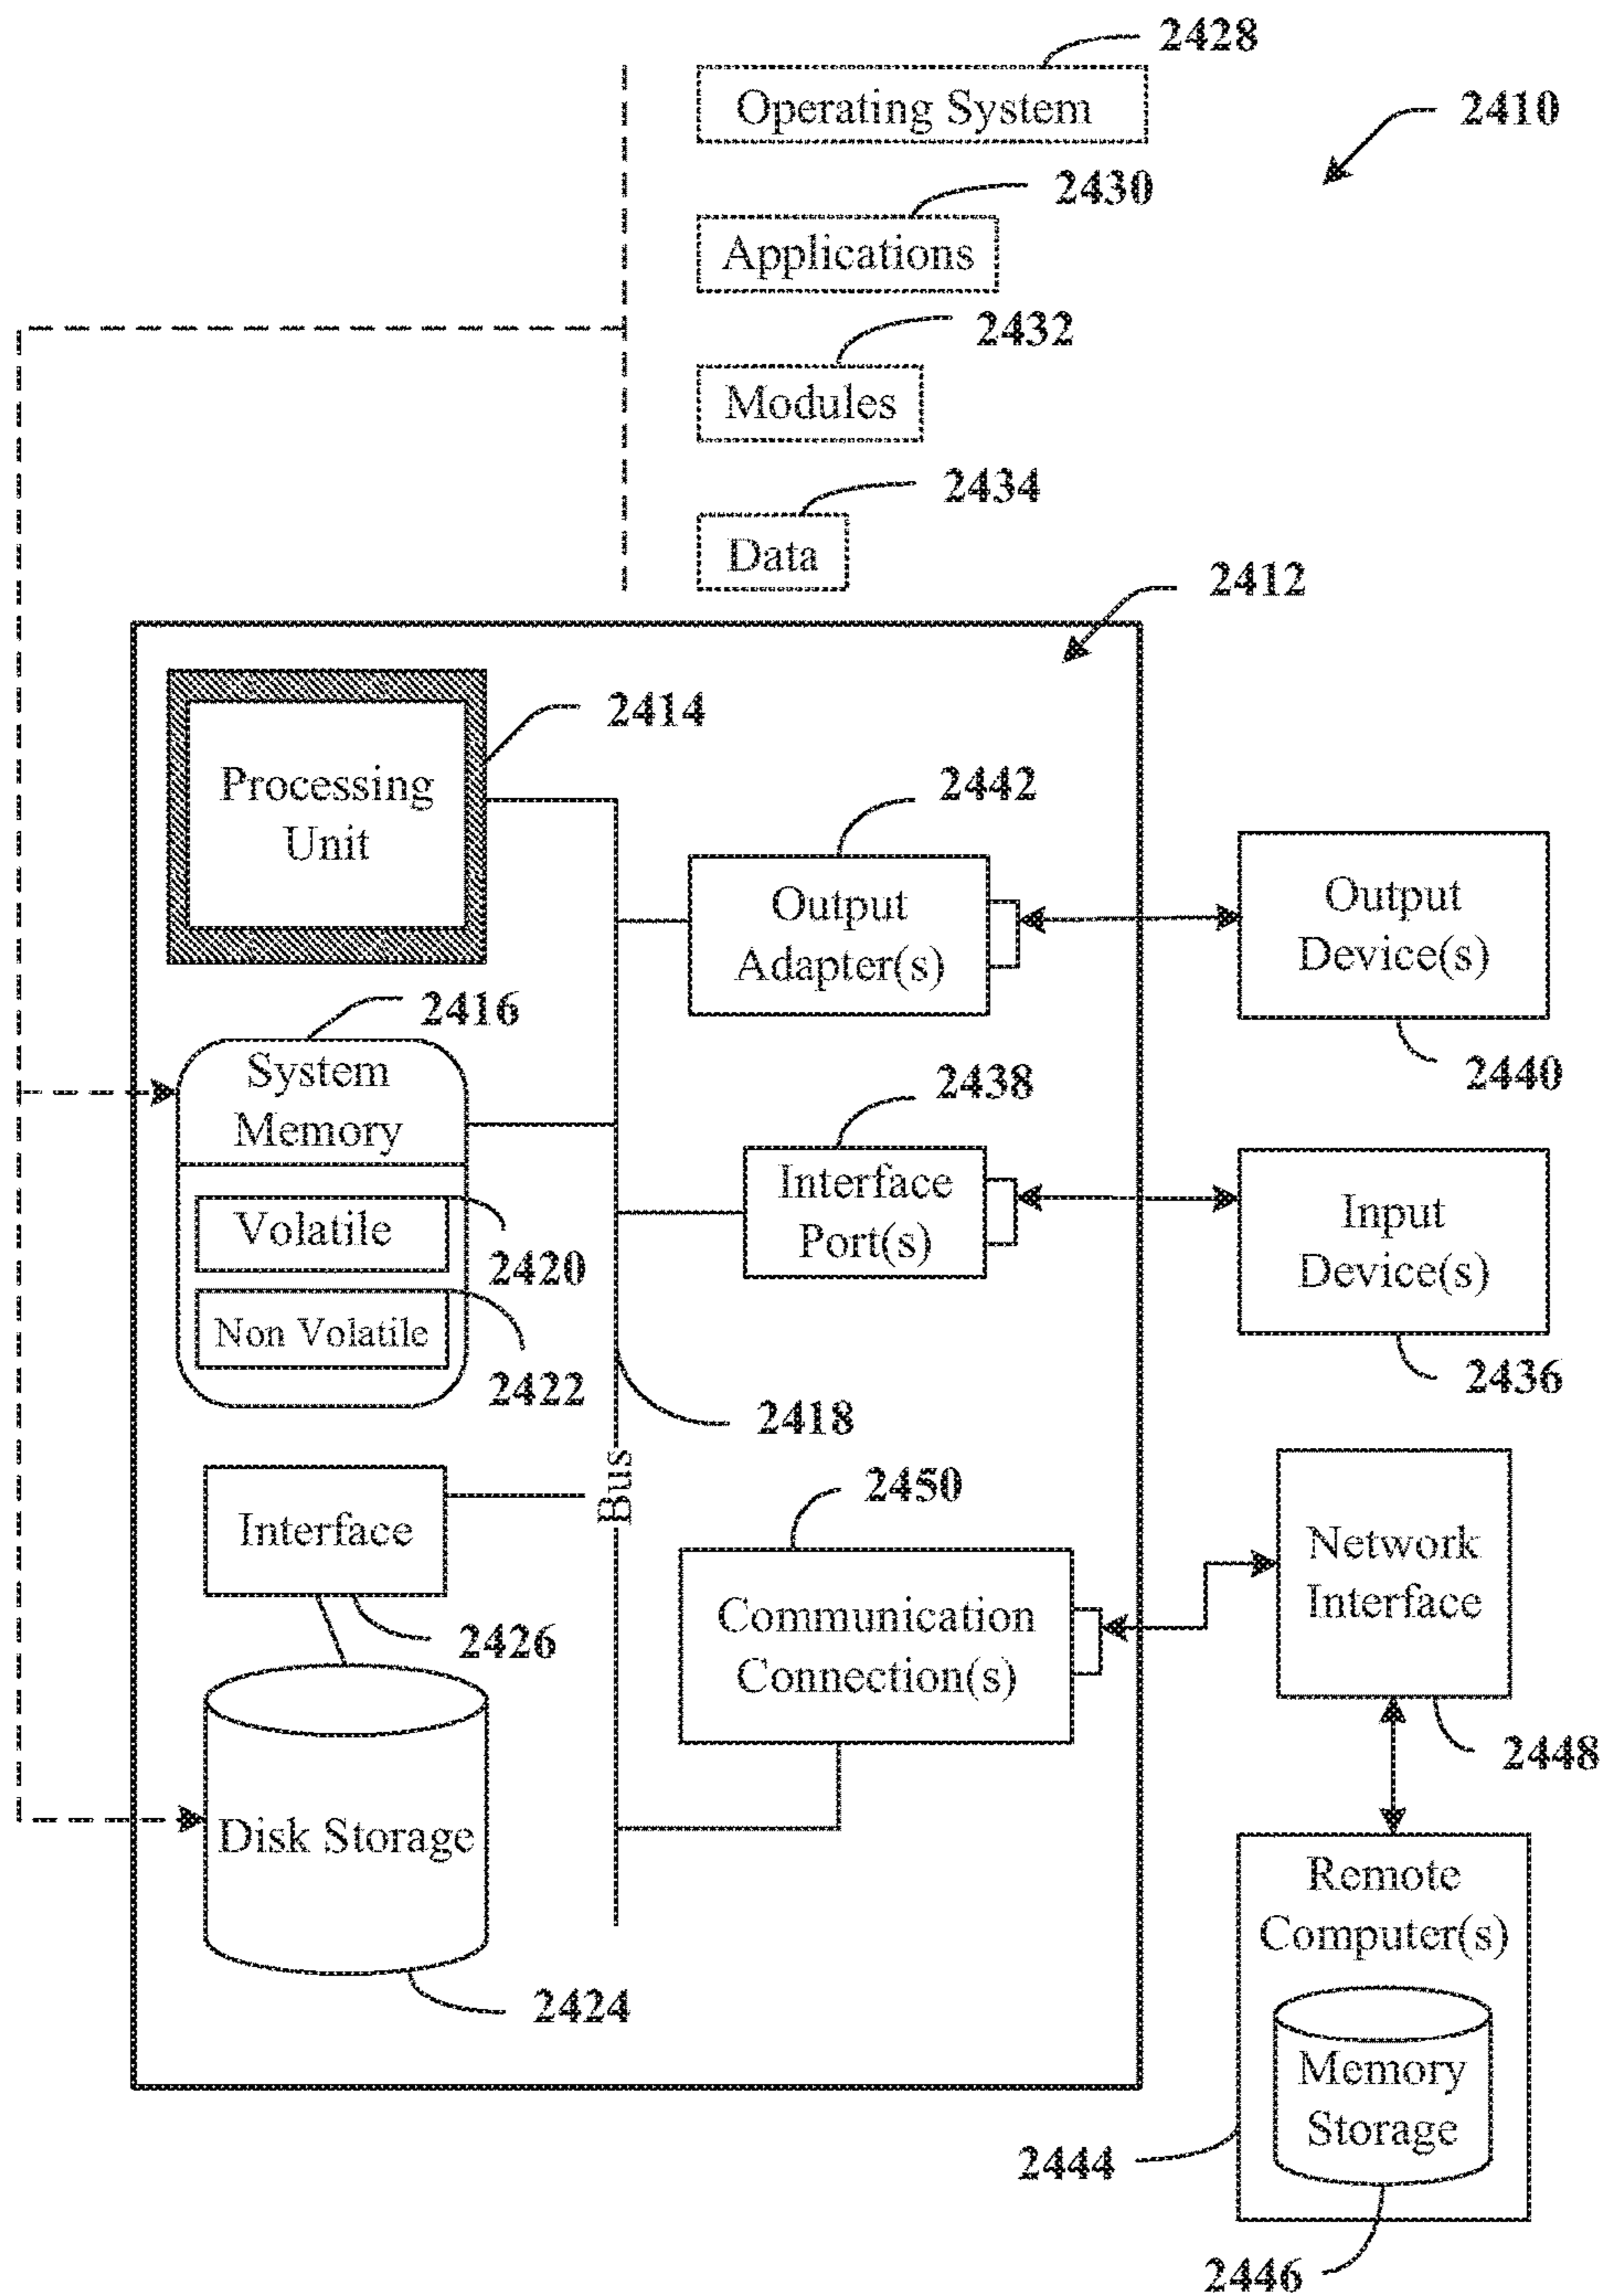 2428
Operating System
2410
2430
Applications
2432
Modules
2434
Data
2412
2414
Processing
Unit
2442
Output
Adapter(s)
Output
Device(s)
2440
2416
System
Memory
Volatile
2420
Non Volatile
2422
2438
Interface
Port(s)
Input
Device(s)
2436
2418
Bus
Interface
2426
2450
Communication
Connection(s)
Network
Interface
2448
Disk Storage
2424
Remote
Computer(s)
Memory
Storage
2444
2446